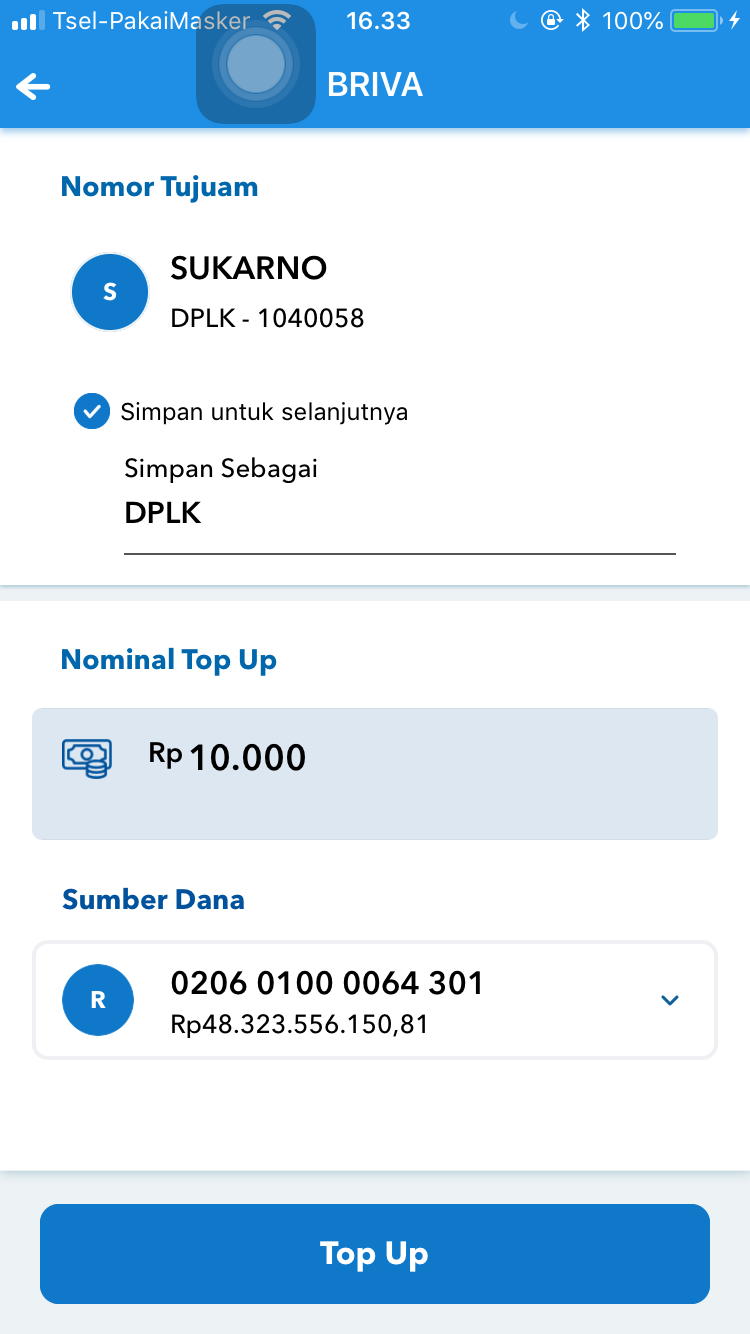 Tsel-PakaiMasker 16.33 100%
BRIVA
Nomor Tujuam
S
SUKARNO
DPLK - 1040058
Simpan untuk selanjutnya
Simpan Sebagai
DPLK
Nominal Top Up
Rp 10.000
Sumber Dana
R
0206 0100 0064 301
Rp48.323.556.150,81
Top Up